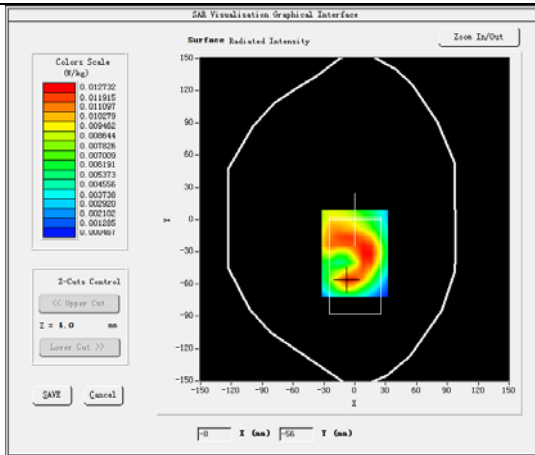 SAR Visualisation Graphical Interface
Surface Radiated Intensity
Zoom In/Out
Colors Scale
(W/kg)
0.012732
0.011915
0.011097
0.010279
0.009462
0.008644
0.007826
0.007009
0.006191
0.005373
0.004556
0.003738
0.002920
0.002102
0.001285
0.000467
Z-Cuts Control
<< Upper Cut
Z = 4.0 mm
Lower Cut >>
SAVE
Cancel
150-
120-
90-
60-
30-
0-
-30-
-60-
-90-
-120-
-150-
Y
-150 -120 -90 -60 -30 0 30 60 90 120 150
X
-8 X (mm) -56 Y (mm)